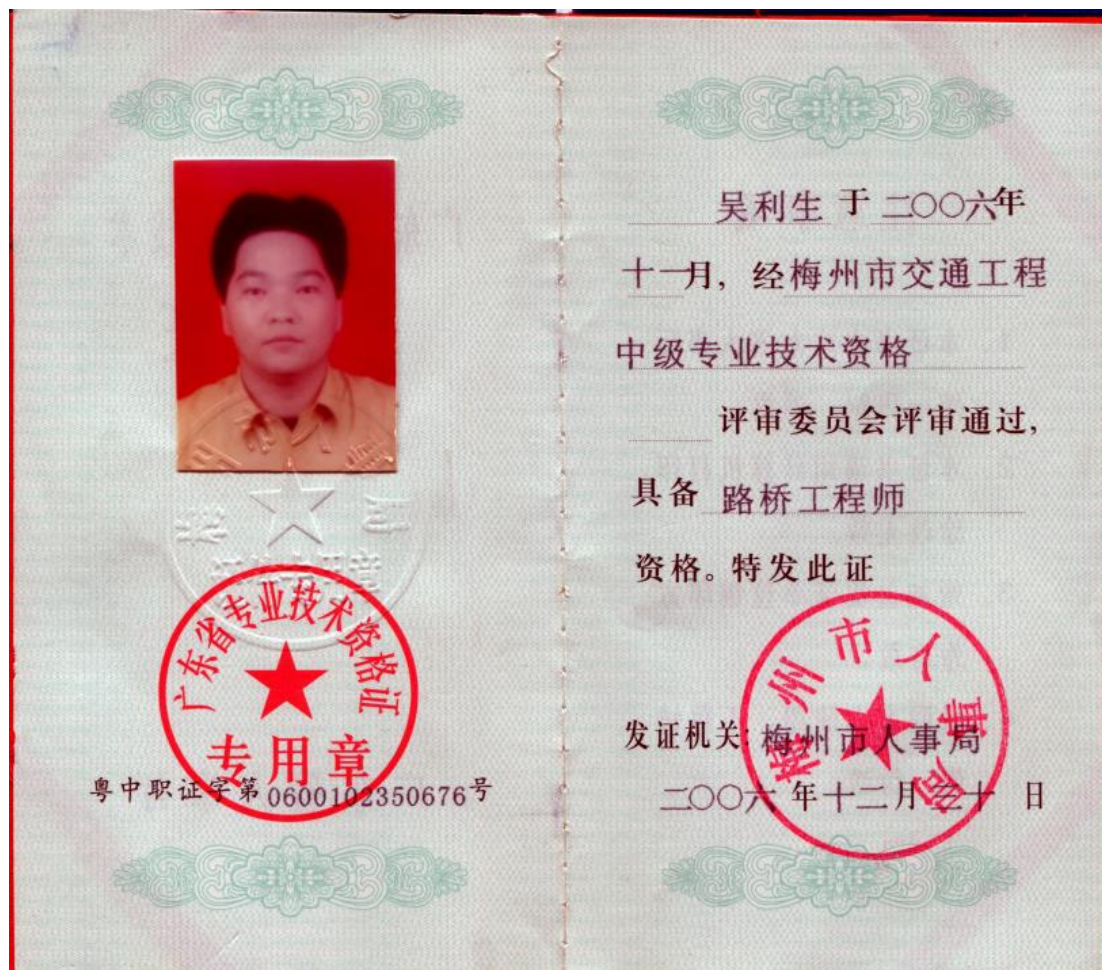 广东省专业技术资格证
专用章
粤中职证字第0600102350676号
吴利生 于 二〇〇六年
十一月，经梅州市交通工程
中级专业技术资格
评审委员会评审通过，
具备 路桥工程师
资格。特发此证
梅州市人事局
发证机关：梅州市人事局
二〇〇六 年十二月三十 日